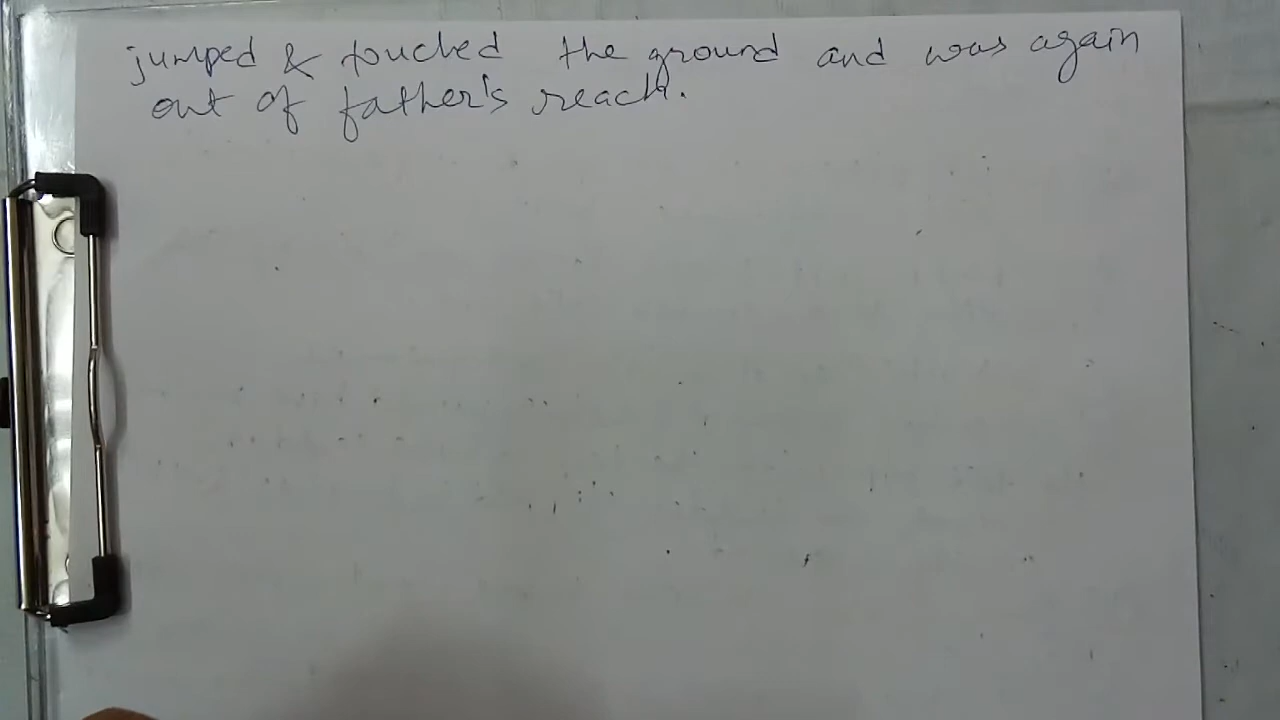 jumped & touched the ground and was again
out of father's reach.